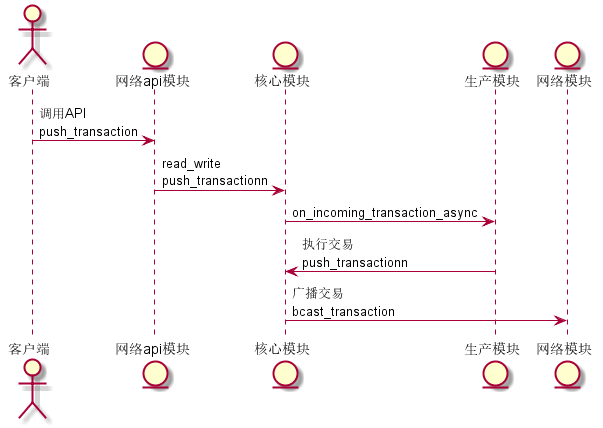 客户端
网络api模块
核心模块
生产模块
网络模块
调用API
push_transaction
read_write
push_transactionn
on_incoming_transaction_async
执行交易
push_transactionn
广播交易
bcast_transaction
客户端
网络api模块
核心模块
生产模块
网络模块